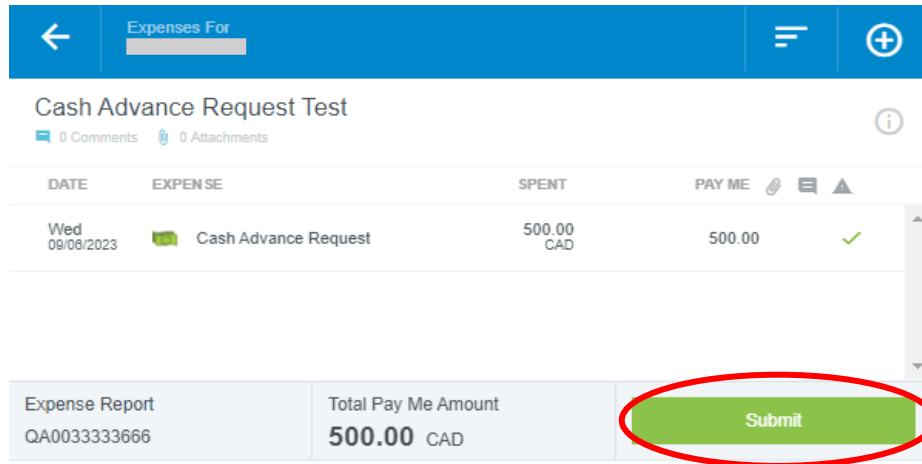 Expenses For
Cash Advance Request Test
0 Comments 0 Attachments
DATE EXPENSE SPENT PAY ME
Wed
09/06/2023 Cash Advance Request 500.00 CAD 500.00
Expense Report Total Pay Me Amount
QA0033333666 500.00 CAD
Submit